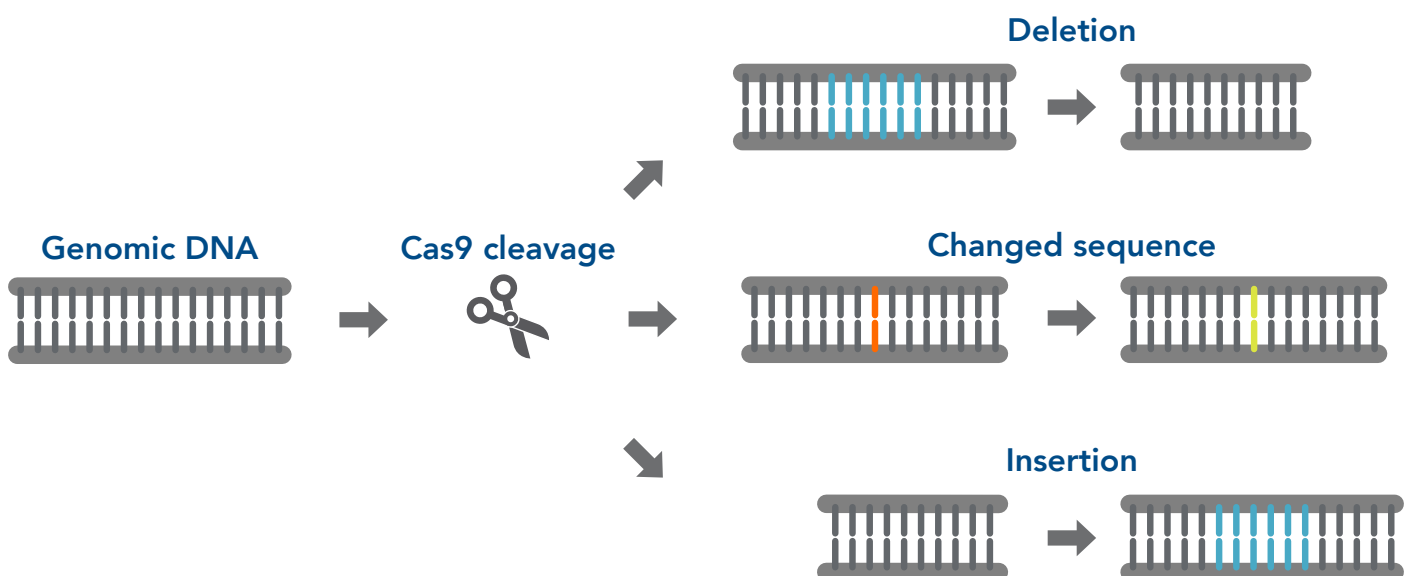 Deletion
Genomic DNA
Cas9 cleavage
Changed sequence
Insertion